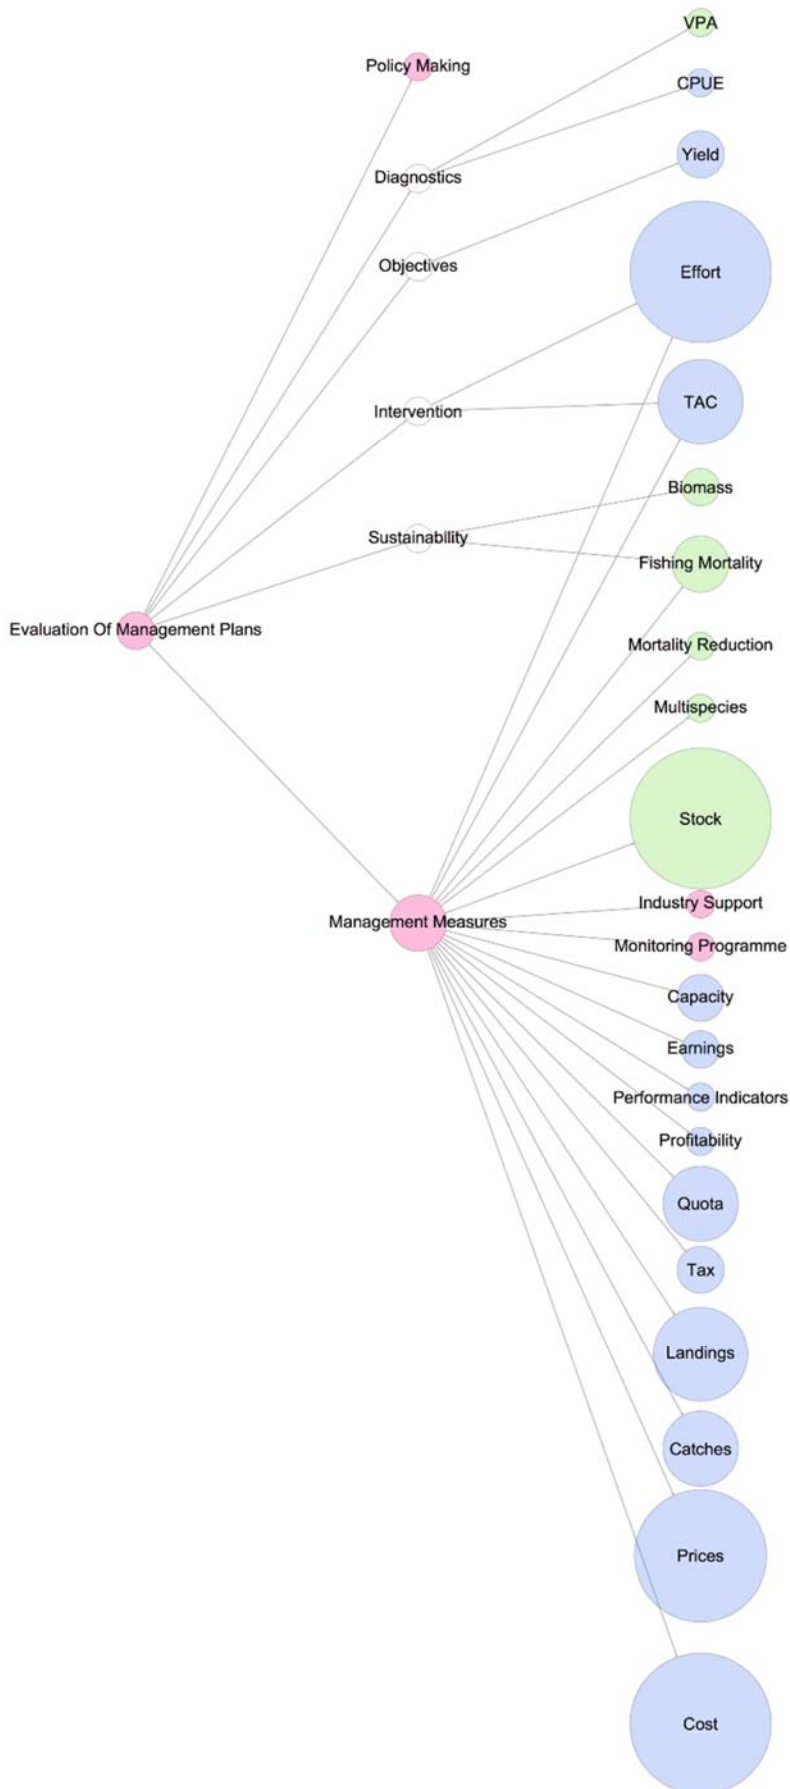 VPA
Policy Making
CPUE
Yield
Diagnostics
Objectives
Effort
Intervention
TAC
Biomass
Sustainability
Fishing Mortality
Evaluation Of Management Plans
Mortality Reduction
Multispecies
Stock
Industry Support
Management Measures
Monitoring Programme
Capacity
Earnings
Performance Indicators
Profitability
Quota
Tax
Landings
Catches
Prices
Cost